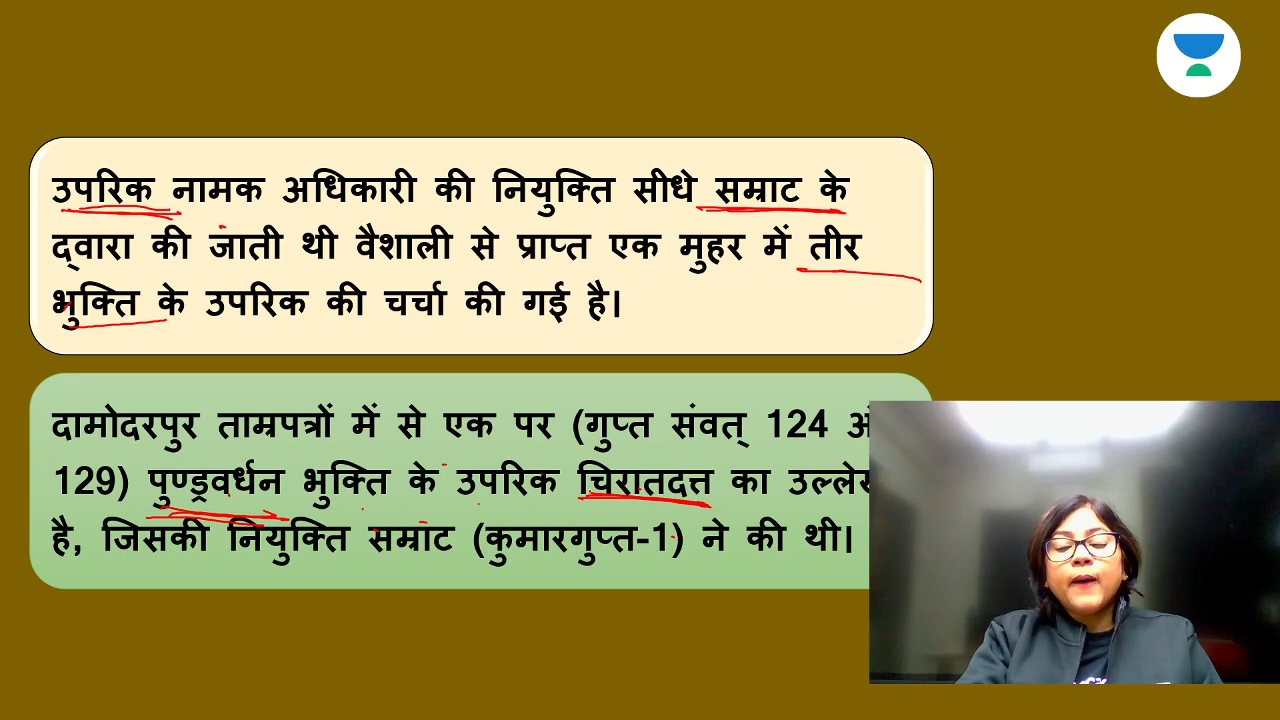 उपरिक नामक अधिकारी की नियुक्ति सीधे सम्राट के
द्वारा की जाती थी वैशाली से प्राप्त एक मुहर में तीर
भुक्ति के उपरिक की चर्चा की गई है।
दामोदरपुर ताम्रपत्रों में से एक पर (गुप्त संवत् 124
129) पुण्ड्रवर्धन भुक्ति के उपरिक चिरातदत्त का
है, जिसकी नियुक्ति सम्राट (कुमारगुप्त-1) ने की थी।